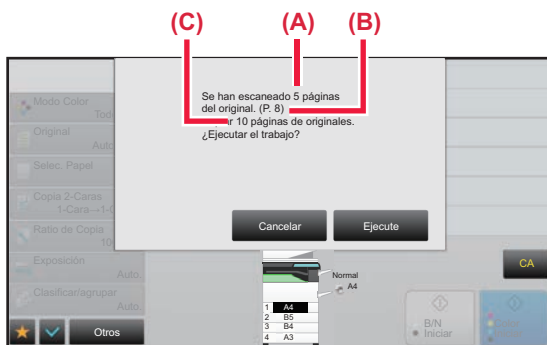 (C) (A) (B)
Se han escaneado 5 páginas
del original. (P. 8)
10 páginas de originales.
¿Ejecutar el trabajo?
Cancelar
Ejecute
Modo Color
Original
Auto
Selec. Papel
Copia 2-Caras
1-Cara→1-C
Ratio de Copia
100
Exposición
Auto.
Clasificar/agrupar
Auto.
Otros
Normal
A4
1 A4
2 B5
3 B4
4 A3
CA
B/N
Iniciar